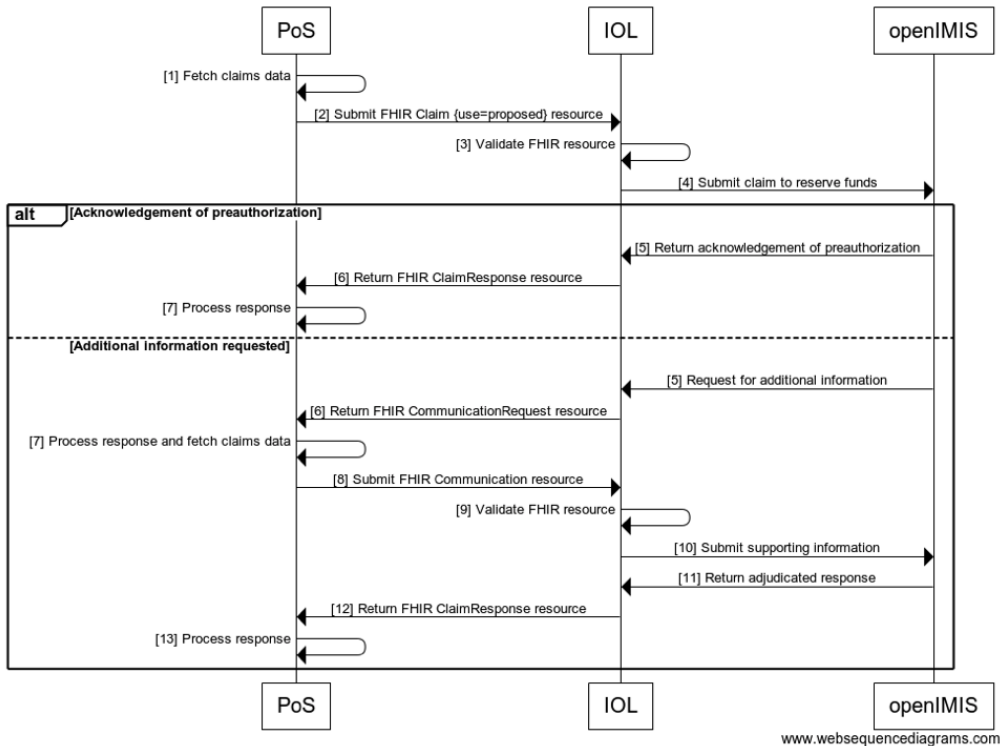 PoS
IOL
openIMIS
[1] Fetch claims data
[2] Submit FHIR Claim {use=proposed} resource
[3] Validate FHIR resource
[4] Submit claim to reserve funds
alt
[Acknowledgement of preauthorization]
[5] Return acknowledgement of preauthorization
[6] Return FHIR ClaimResponse resource
[7] Process response
[Additional information requested]
[5] Request for additional information
[6] Return FHIR CommunicationRequest resource
[7] Process response and fetch claims data
[8] Submit FHIR Communication resource
[9] Validate FHIR resource
[10] Submit supporting information
[11] Return adjudicated response
[12] Return FHIR ClaimResponse resource
[13] Process response
PoS
IOL
openIMIS
www.websequencediagrams.com